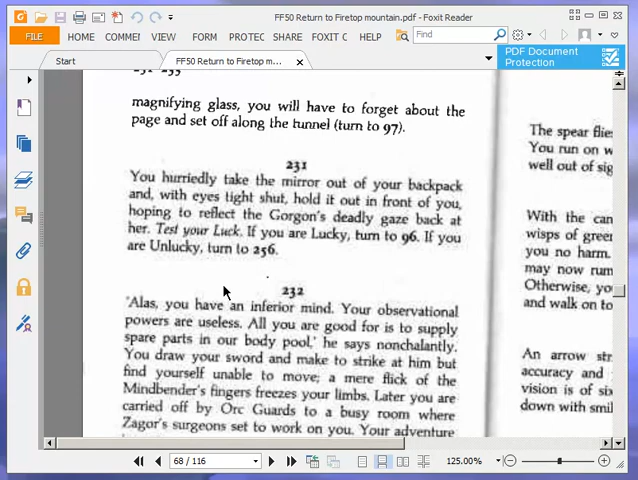 FF50 Return to Firetop mountain.pdf - Foxit Reader
FILE HOME COMMEI VIEW FORM PROTEC SHARE FOXIT C HELP Find
Start FF50 Return to Firetop m... PDF Document Protection
magnifying glass, you will have to forget about the
page and set off along the tunnel (turn to 97).
231
You hurriedly take the mirror out of your backpack
and, with eyes tight shut, hold it out in front of you,
hoping to reflect the Gorgon's deadly gaze back at
her. Test your Luck. If you are Lucky, turn to 96. If you
are Unlucky, turn to 256.
232
'Alas, you have an inferior mind. Your observational
powers are useless. All you are good for is to supply
spare parts in our body pool,' he says nonchalantly.
You draw your sword and make to strike at him but
find yourself unable to move; a mere flick of the
Mindbender's fingers freezes your limbs. Later you are
carried off by Orc Guards to a busy room where
Zagor's surgeons set to work on you. Your adventure
The spear flie
You run on w
well out of sig
With the can
wisps of green
you no harm.
may now rum
Otherwise, yo
and walk on to
An arrow str
accuracy and
vision is of six
down with smil
68 / 116 125.00%